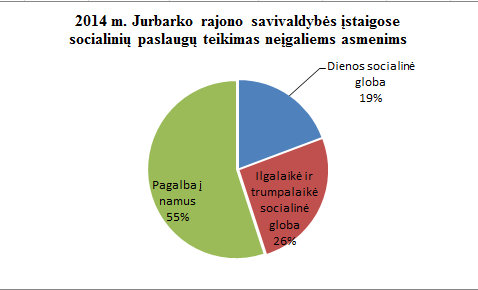 2014 m. Jurbarko rajono savivaldybės įstaigose
socialinių paslaugų teikimas neįgaliems asmenims
Dienos socialinė
globa
19%
Ilgalaikė ir
trumpalaikė
socialinė
globa
26%
Pagalba į
namus
55%